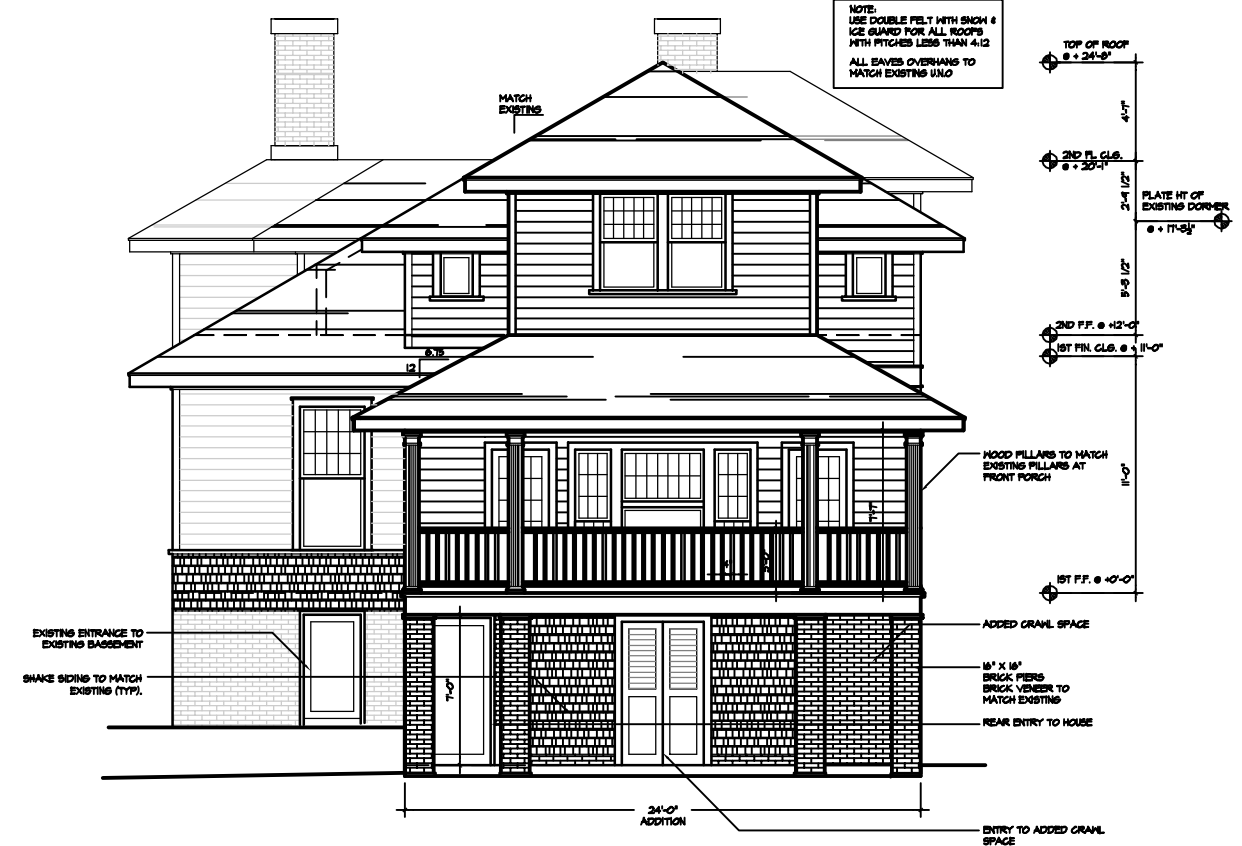 NOTE:
USE DOUBLE FELT WITH SNOW &
ICE GUARD FOR ALL ROOFS
WITH PITCHES LESS THAN 4:12
ALL EAVES OVERHANG TO
MATCH EXISTING U.N.O
TOP OF ROOF
@ + 24'-8"
MATCH
EXISTING
4'-7"
2ND FL CLG.
@ + 20'-1"
2'-4 1/2"
PLATE HT OF
EXISTING DORMER
@ + 17'-8½"
5'-8 1/2"
2ND F.F. @ +12'-0"
1ST FIN. CLG. @ + 11'-0"
6.75
12
WOOD PILLARS TO MATCH
EXISTING PILLARS AT
FRONT PORCH
11'-0"
7'-7"
1ST F.F. @ +0'-0"
ADDED CRAWL SPACE
EXISTING ENTRANCE TO
EXISTING BASSEMENT
16" X 16"
BRICK PIERS
BRICK VENEER TO
MATCH EXISTING
SHAKE SIDING TO MATCH
EXISTING (TYP).
7'-0"
REAR ENTRY TO HOUSE
24'-0"
ADDITION
ENTRY TO ADDED CRAWL
SPACE